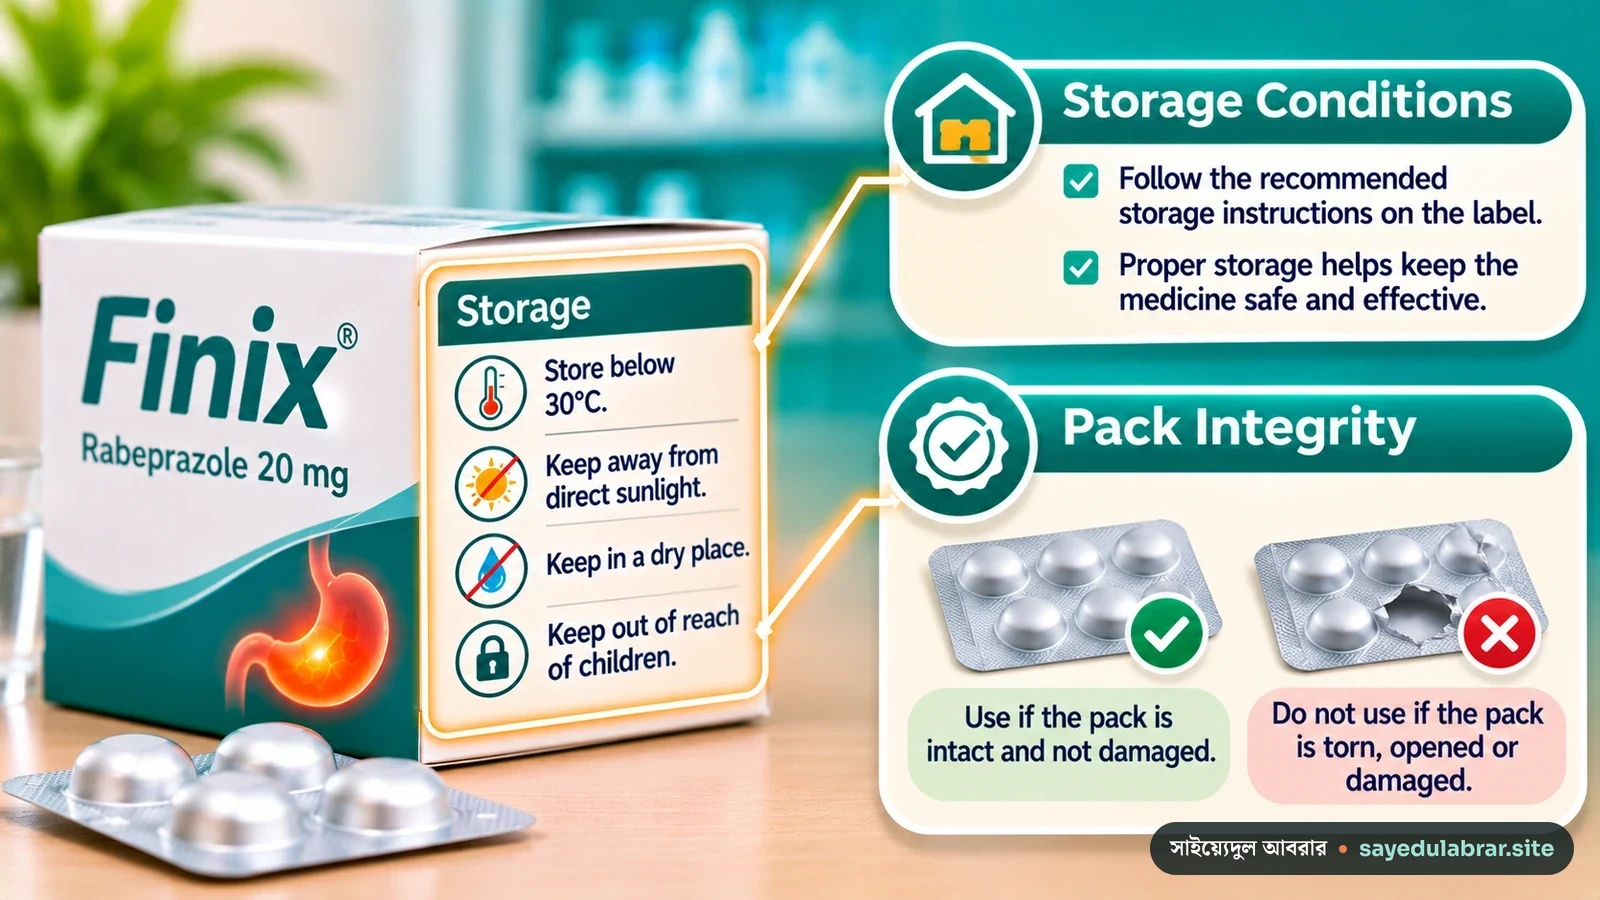 Finix®
Rabeprazole 20 mg
Storage
Store below
30°C.
Keep away from
direct sunlight.
Keep in a dry place.
Keep out of reach
of children.
Storage Conditions
Follow the recommended
storage instructions on the label.
Proper storage helps keep the
medicine safe and effective.
Pack Integrity
Use if the pack is
intact and not damaged.
Do not use if the pack
is torn, opened or
damaged.
সাইয়্যেদুল আবরার • sayedulabrar.site